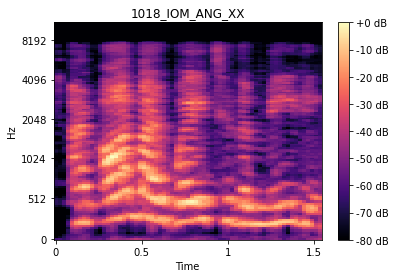 1018_IOM_ANG_XX
Hz
8192
4096
2048
1024
512
0
0
0.5
1
1.5
Time
+0 dB
-10 dB
-20 dB
-30 dB
-40 dB
-50 dB
-60 dB
-70 dB
-80 dB